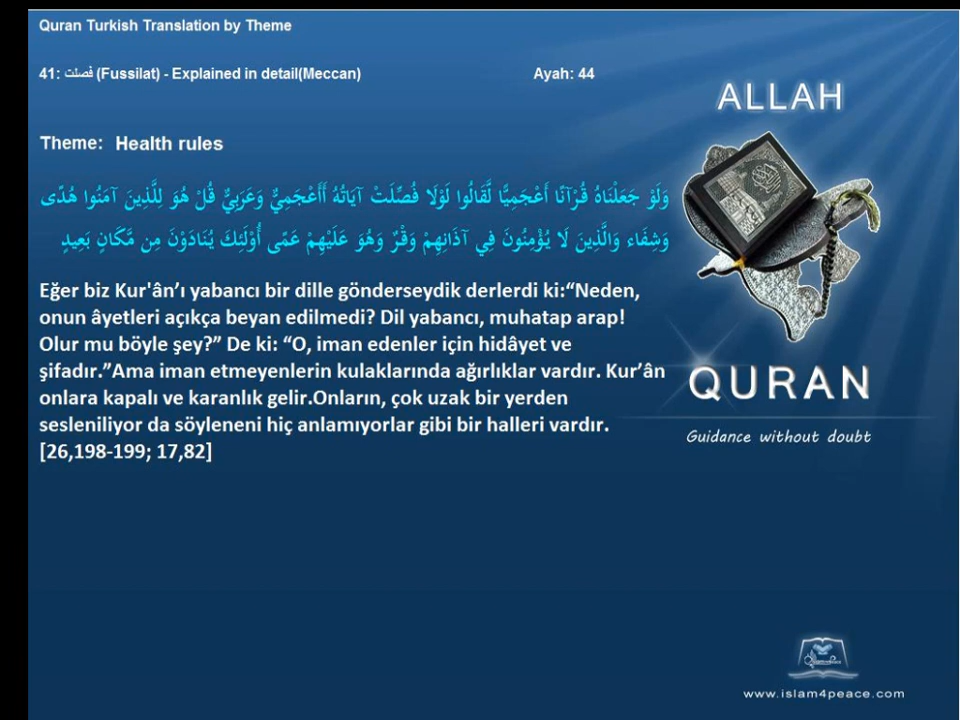 Quran Turkish Translation by Theme
41: فصلت (Fussilat) - Explained in detail(Meccan)
Ayah: 44
Theme: Health rules
وَلَوْ جَعَلْنَاهُ قُرْآنًا أَعْجَمِيًّا لَّقَالُوا لَوْلَا فُصِّلَتْ آيَاتُهُ أَأَعْجَمِيٌّ وَعَرَبِيٌّ قُلْ هُوَ لِلَّذِينَ آمَنُوا هُدًى
وَشِفَاء وَالَّذِينَ لَا يُؤْمِنُونَ فِي آذَانِهِمْ وَقْرٌ وَهُوَ عَلَيْهِمْ عَمًى أُوْلَئِكَ يُنَادَوْنَ مِن مَّكَانٍ بَعِيدٍ
Eğer biz Kur'ân’ı yabancı bir dille gönderseydik derlerdi ki:“Neden,
onun âyetleri açıkça beyan edilmedi? Dil yabancı, muhatap arap!
Olur mu böyle şey?” De ki: “O, iman edenler için hidâyet ve
şifadır.”Ama iman etmeyenlerin kulaklarında ağırlıklar vardır. Kur’ân
onlara kapalı ve karanlık gelir.Onların, çok uzak bir yerden
sesleniliyor da söyleneni hiç anlamıyorlar gibi bir halleri vardır.
[26,198-199; 17,82]
ALLAH
QURAN
Guidance without doubt
www.islam4peace.com